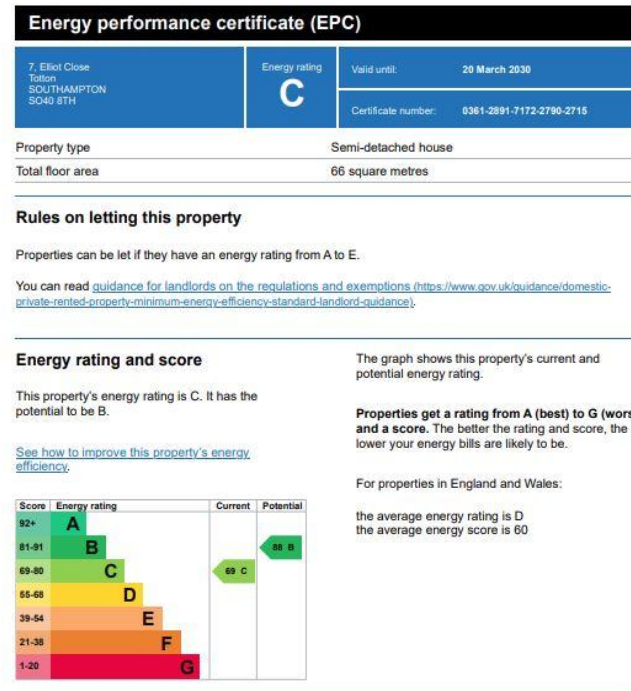 Energy performance certificate (EPC)
7, Elliot Close
Totton
SOUTHAMPTON
SO40 8TH
Energy rating
C
Valid until: 20 March 2030
Certificate number: 0361-2891-7172-2790-2715
Property type Semi-detached house
Total floor area 66 square metres
Rules on letting this property
Properties can be let if they have an energy rating from A to E.
You can read guidance for landlords on the regulations and exemptions (https://www.gov.uk/guidance/domestic-
private-rented-property-minimum-energy-efficiency-standard-landlord-guidance).
Energy rating and score
This property's energy rating is C. It has the
potential to be B.
See how to improve this property's energy
efficiency.
Score Energy rating Current Potential
92+ A
81-91 B 88 B
69-80 C 69 C
55-68 D
39-54 E
21-38 F
1-20 G
The graph shows this property's current and
potential energy rating.
Properties get a rating from A (best) to G (wors
and a score. The better the rating and score, the
lower your energy bills are likely to be.
For properties in England and Wales:
the average energy rating is D
the average energy score is 60